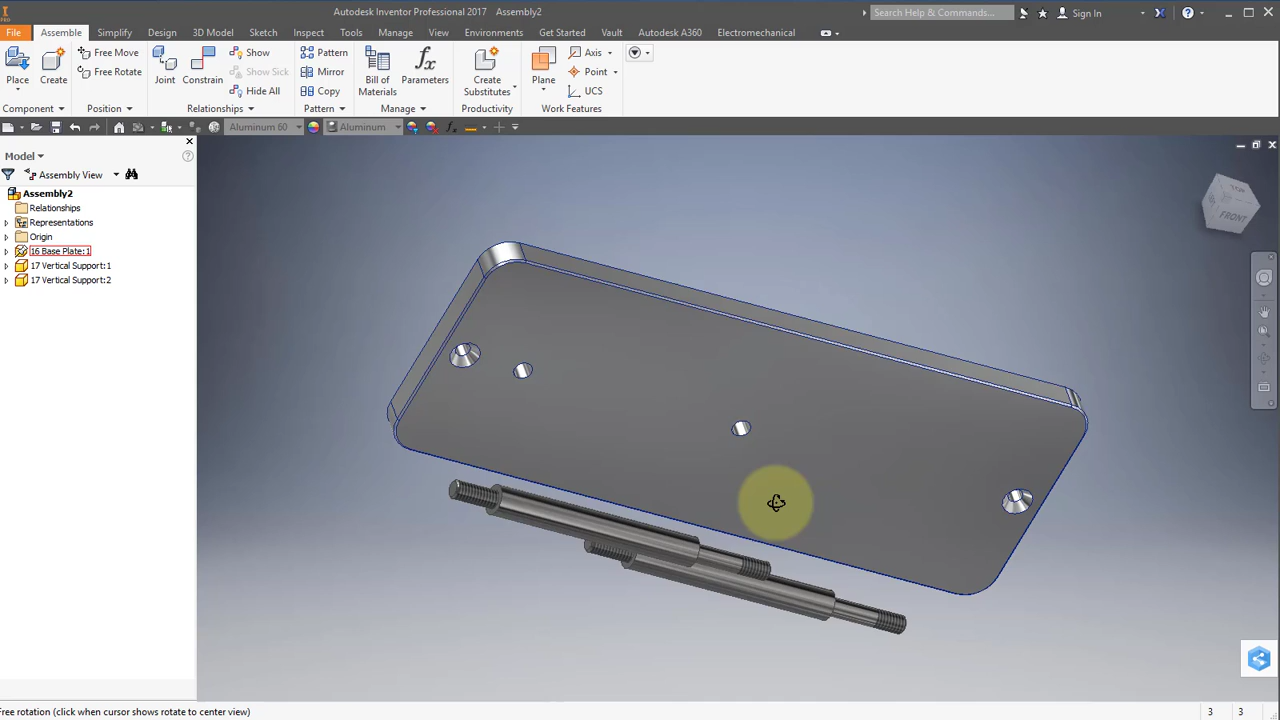 Autodesk Inventor Professional 2017 Assembly2
Search Help & Commands...
Sign In
PRO
File Assemble Simplify Design 3D Model Sketch Inspect Tools Manage View Environments Get Started Vault Autodesk A360 Electromechanical
Place
Create
Free Move
Free Rotate
Joint
Constrain
Show
Show Sick
Hide All
Pattern
Mirror
Copy
Bill of
Materials
Parameters
Create
Substitutes
Plane
Axis
Point
UCS
Component Position Relationships Pattern Manage Productivity Work Features
Aluminum 60 Aluminum
Model
Assembly View
Assembly2
Relationships
Representations
Origin
16 Base Plate:1
17 Vertical Support:1
17 Vertical Support:2
FRONT
Free rotation (click when cursor shows rotate to center view)
3 3